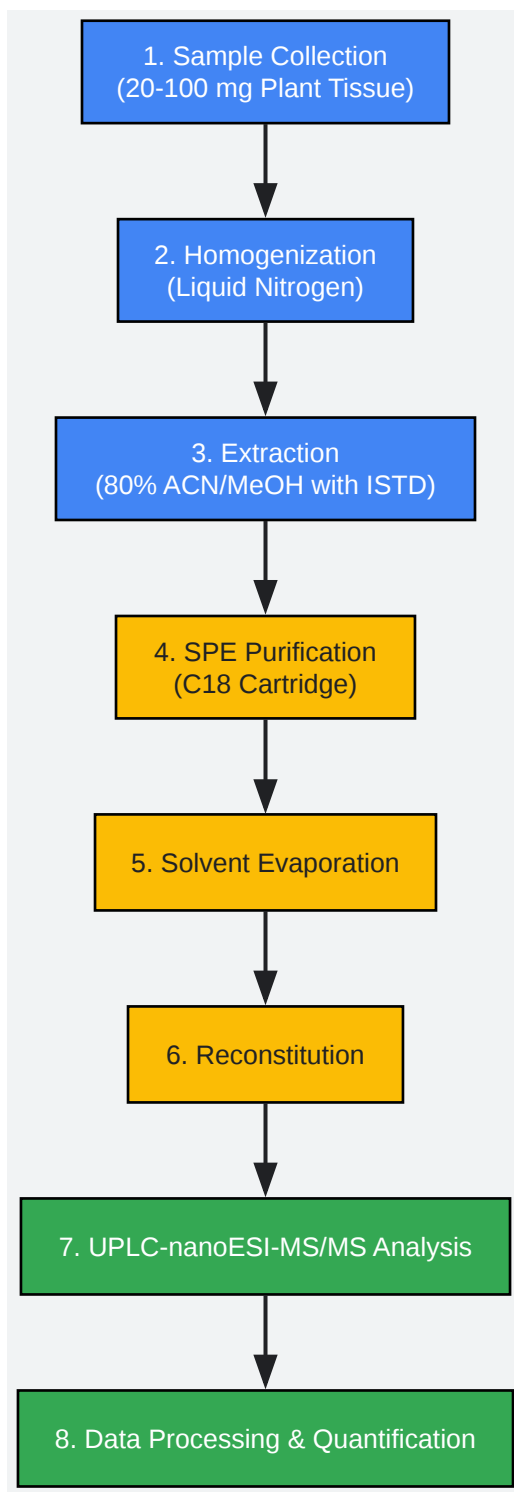 1. Sample Collection
(20-100 mg Plant Tissue)
2. Homogenization
(Liquid Nitrogen)
3. Extraction
(80% ACN/MeOH with ISTD)
4. SPE Purification
(C18 Cartridge)
5. Solvent Evaporation
6. Reconstitution
7. UPLC-nanoESI-MS/MS Analysis
8. Data Processing & Quantification